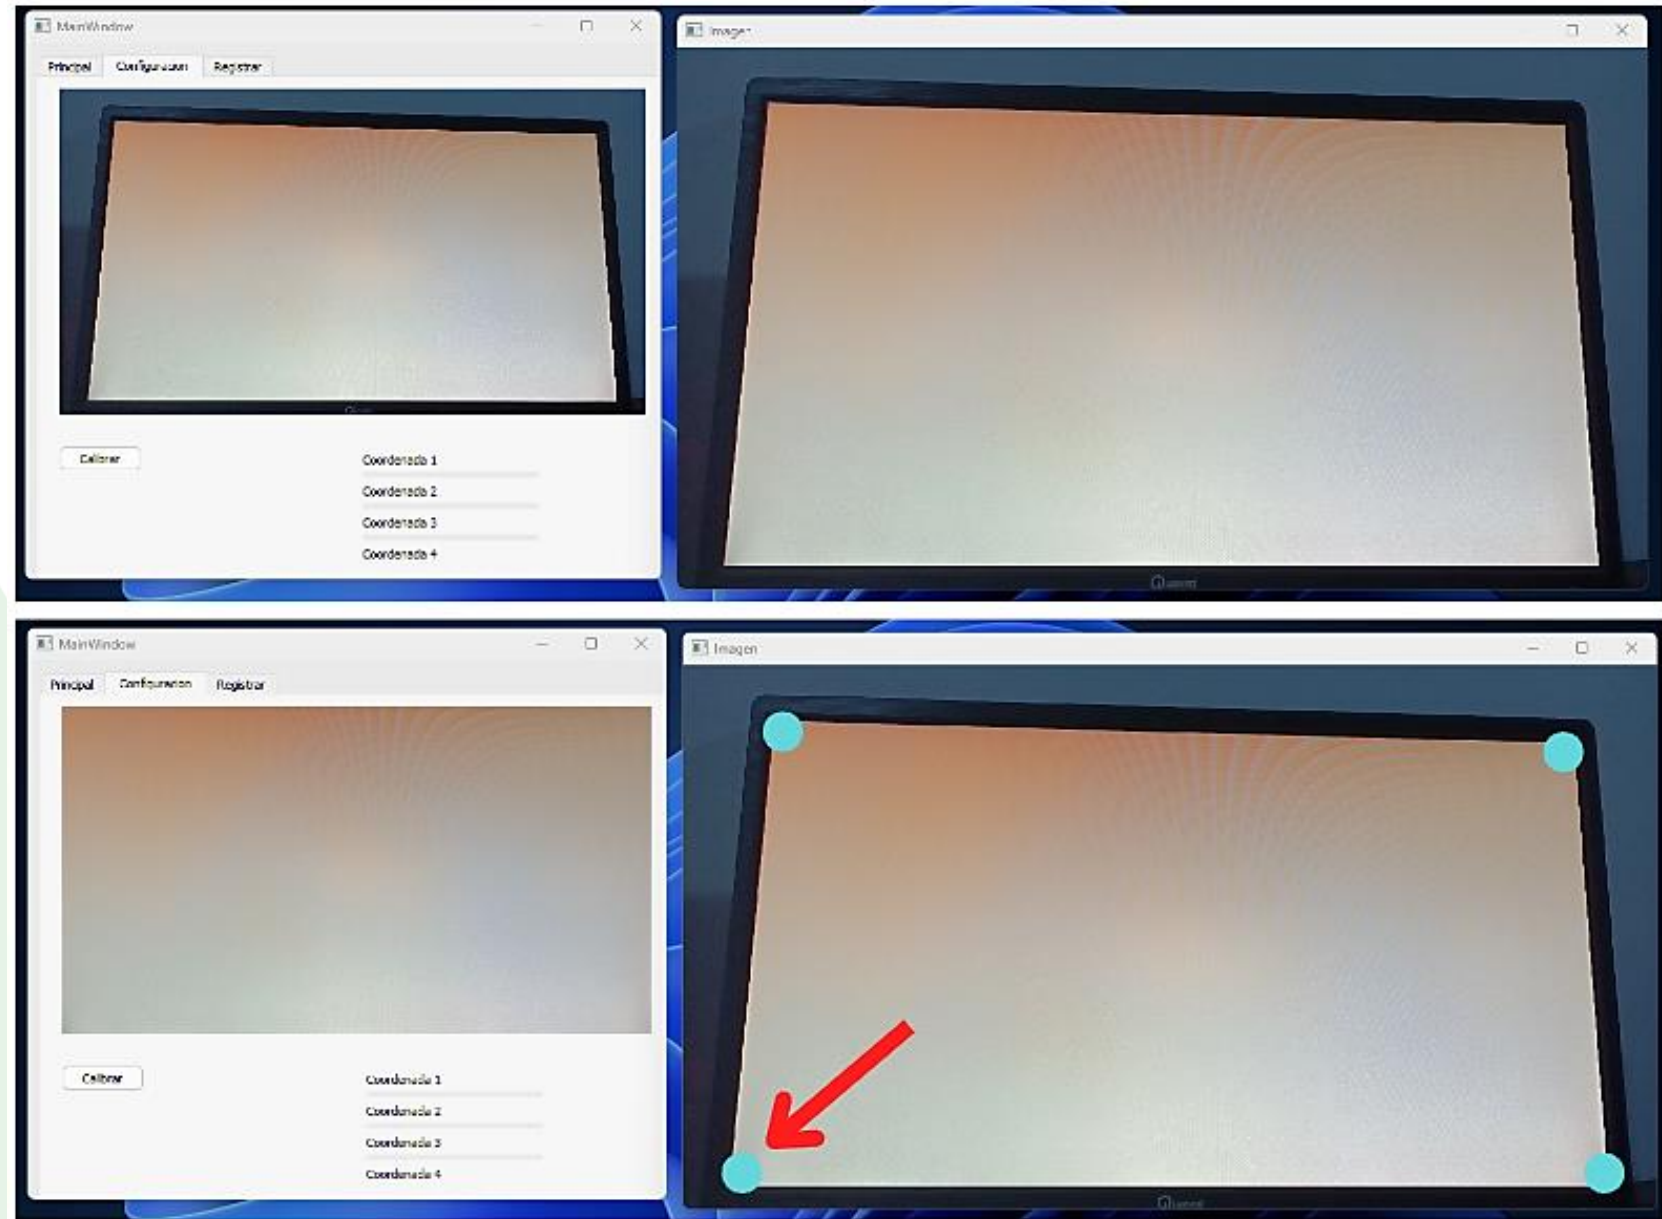 MainWindow
Principal Configuracion Registrar
Calibrar
Coordenada 1
Coordenada 2
Coordenada 3
Coordenada 4
Imagen
MainWindow
Principal Configuracion Registrar
Calibrar
Coordenada 1
Coordenada 2
Coordenada 3
Coordenada 4
Imagen